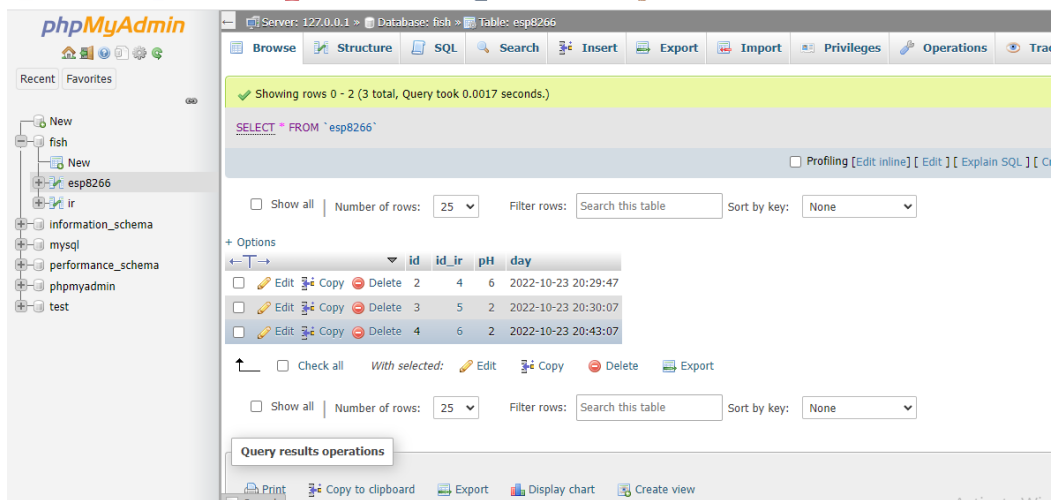 phpMyAdmin
Recent Favorites
New
fish
New
esp8266
ir
information_schema
mysql
performance_schema
phpmyadmin
test
Server: 127.0.0.1 » Database: fish » Table: esp8266
Browse Structure SQL Search Insert Export Import Privileges Operations
Showing rows 0 - 2 (3 total, Query took 0.0017 seconds.)
SELECT * FROM `esp8266`
Profiling [Edit inline] [ Edit ] [ Explain SQL ] [
Show all | Number of rows: 25 Filter rows: Search this table Sort by key: None
+ Options
←T→ id id_ir pH day
Edit Copy Delete 2 4 6 2022-10-23 20:29:47
Edit Copy Delete 3 5 2 2022-10-23 20:30:07
Edit Copy Delete 4 6 2 2022-10-23 20:43:07
Check all With selected: Edit Copy Delete Export
Show all | Number of rows: 25 Filter rows: Search this table Sort by key: None
Query results operations
Print Copy to clipboard Export Display chart Create view